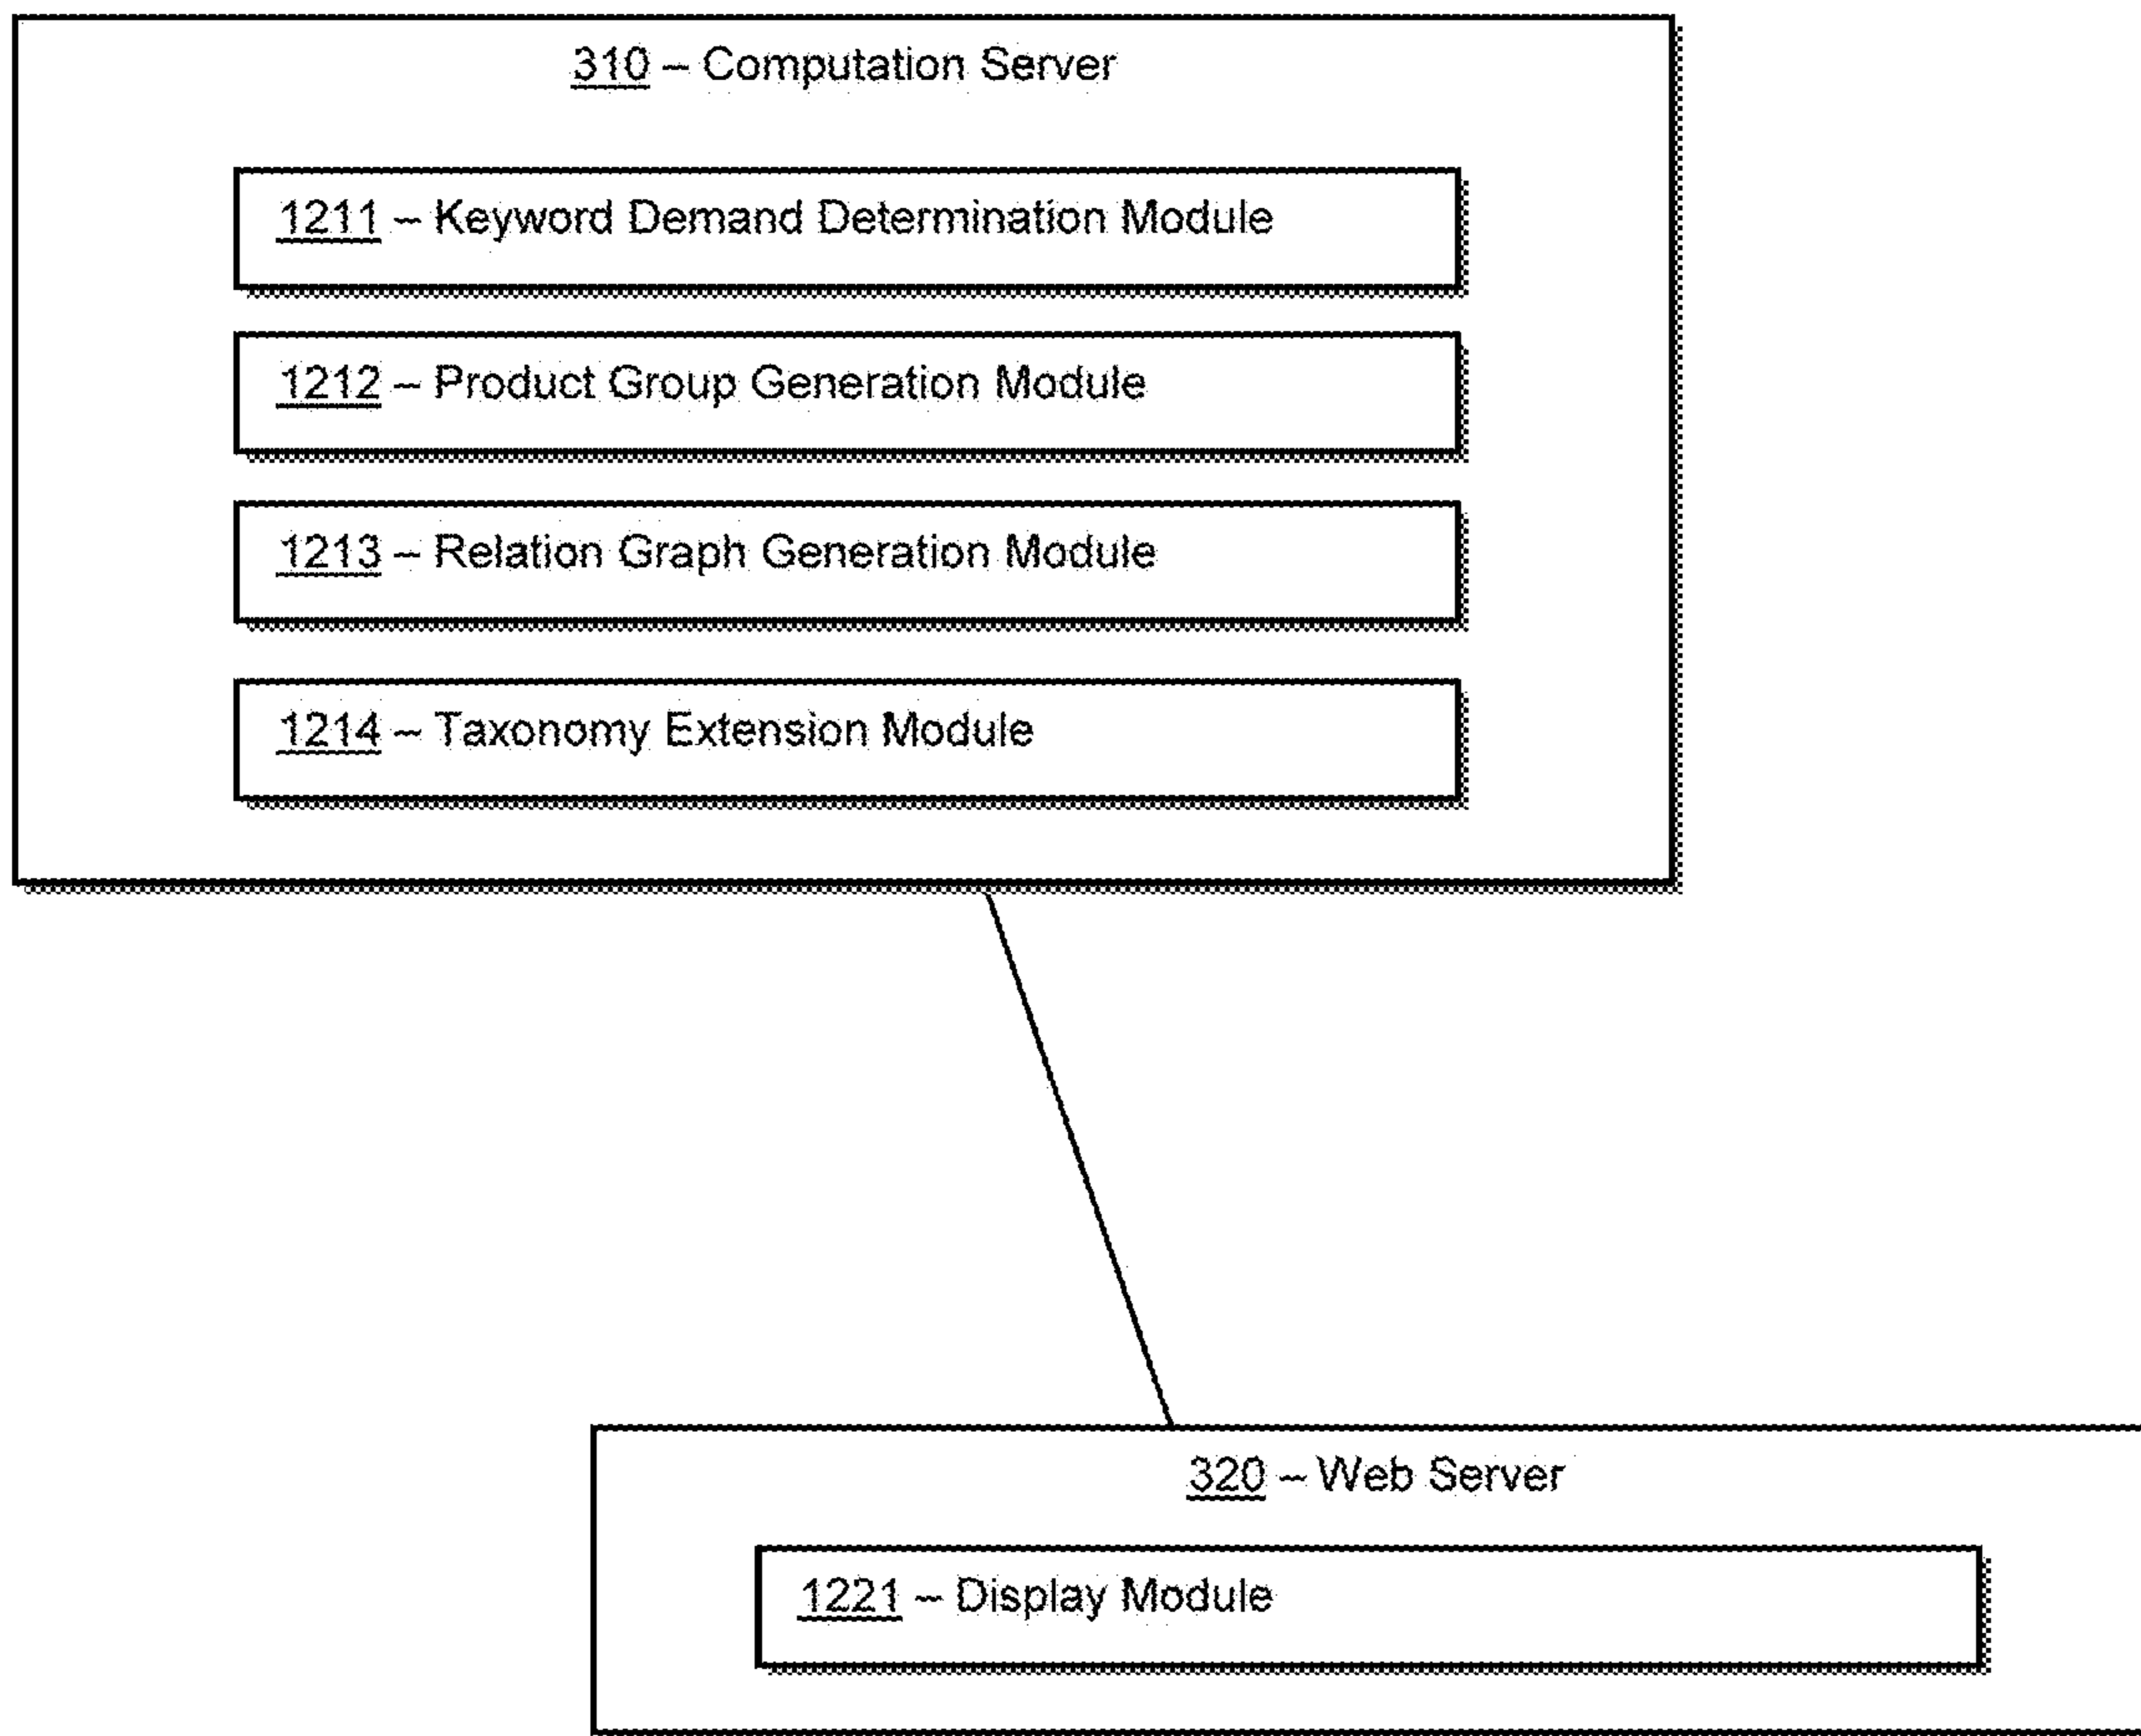 310 – Computation Server
1211 – Keyword Demand Determination Module
1212 – Product Group Generation Module
1213 – Relation Graph Generation Module
1214 – Taxonomy Extension Module
320 – Web Server
1221 – Display Module